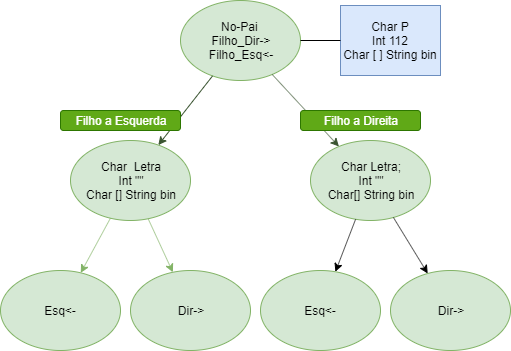 No-Pai
Filho_Dir->
Filho_Esq<-
Char P
Int 112
Char [ ] String bin
Filho a Esquerda
Filho a Direita
Char  Letra
Int ""
Char [] String bin
Char Letra;
Int ""
Char[] String bin
Esq<-
Dir->
Esq<-
Dir->